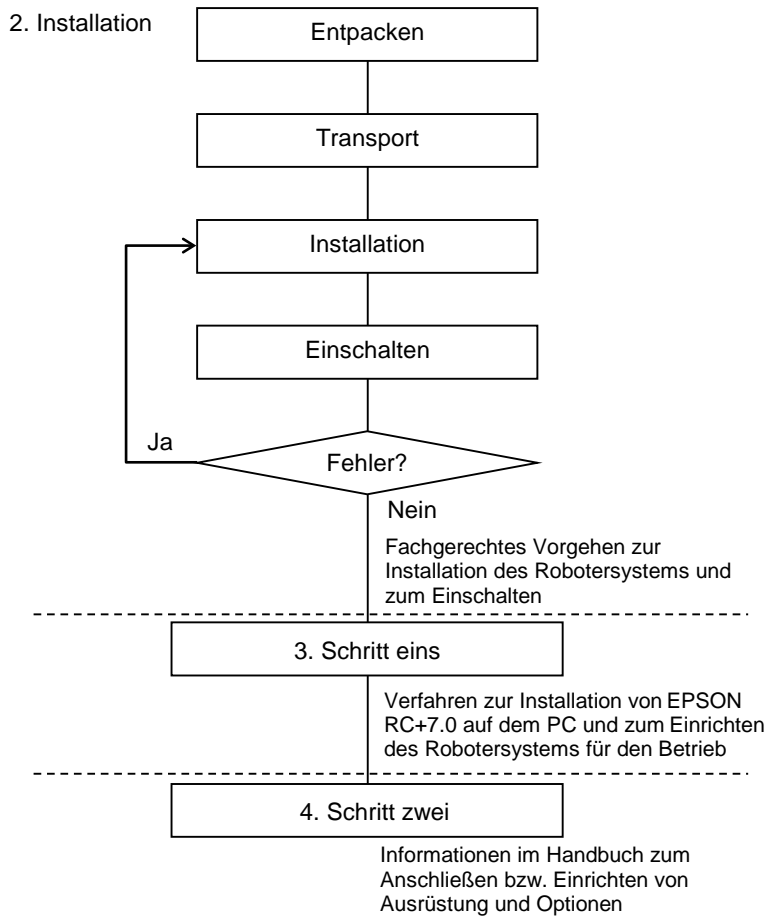 2. Installation
Entpacken
Transport
Installation
Einschalten
Ja
Fehler?
Nein
Fachgerechtes Vorgehen zur
Installation des Robotersystems und
zum Einschalten
3. Schritt eins
Verfahren zur Installation von EPSON
RC+7.0 auf dem PC und zum Einrichten
des Robotersystems für den Betrieb
4. Schritt zwei
Informationen im Handbuch zum
Anschließen bzw. Einrichten von
Ausrüstung und Optionen